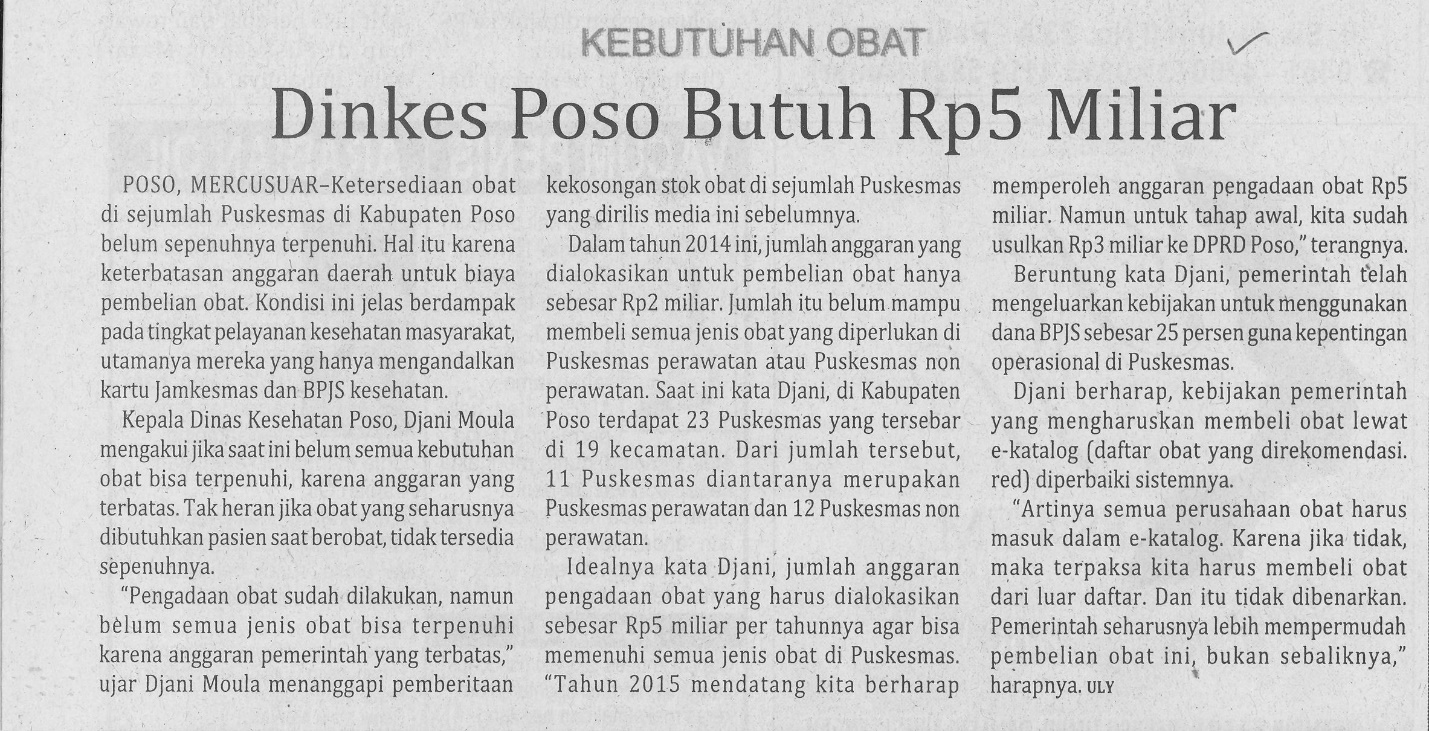 KEBUTUHAN OBAT
Dinkes Poso Butuh Rp5 Miliar
POSO, MERCUSUAR–Ketersediaan obat
di sejumlah Puskesmas di Kabupaten Poso
belum sepenuhnya terpenuhi. Hal itu karena
keterbatasan anggaran daerah untuk biaya
pembelian obat. Kondisi ini jelas berdampak
pada tingkat pelayanan kesehatan masyarakat,
utamanya mereka yang hanya mengandalkan
kartu Jamkesmas dan BPJS kesehatan.
Kepala Dinas Kesehatan Poso, Djani Moula
mengakui jika saat ini belum semua kebutuhan
obat bisa terpenuhi, karena anggaran yang
terbatas. Tak heran jika obat yang seharusnya
dibutuhkan pasien saat berobat, tidak tersedia
sepenuhnya.
“Pengadaan obat sudah dilakukan, namun
belum semua jenis obat bisa terpenuhi
karena anggaran pemerintah yang terbatas,”
ujar Djani Moula menanggapi pemberitaan
kekosongan stok obat di sejumlah Puskesmas
yang dirilis media ini sebelumnya.
Dalam tahun 2014 ini, jumlah anggaran yang
dialokasikan untuk pembelian obat hanya
sebesar Rp2 miliar. Jumlah itu belum mampu
membeli semua jenis obat yang diperlukan di
Puskesmas perawatan atau Puskesmas non
perawatan. Saat ini kata Djani, di Kabupaten
Poso terdapat 23 Puskesmas yang tersebar
di 19 kecamatan. Dari jumlah tersebut,
11 Puskesmas diantaranya merupakan
Puskesmas perawatan dan 12 Puskesmas non
perawatan.
Idealnya kata Djani, jumlah anggaran
pengadaan obat yang harus dialokasikan
sebesar Rp5 miliar per tahunnya agar bisa
memenuhi semua jenis obat di Puskesmas.
“Tahun 2015 mendatang kita berharap
memperoleh anggaran pengadaan obat Rp5
miliar. Namun untuk tahap awal, kita sudah
usulkan Rp3 miliar ke DPRD Poso,” terangnya.
Beruntung kata Djani, pemerintah telah
mengeluarkan kebijakan untuk menggunakan
dana BPJS sebesar 25 persen guna kepentingan
operasional di Puskesmas.
Djani berharap, kebijakan pemerintah
yang mengharuskan membeli obat lewat
e-katalog (daftar obat yang direkomendasi.
red) diperbaiki sistemnya.
“Artinya semua perusahaan obat harus
masuk dalam e-katalog. Karena jika tidak,
maka terpaksa kita harus membeli obat
dari luar daftar. Dan itu tidak dibenarkan.
Pemerintah seharusnya lebih mempermudah
pembelian obat ini, bukan sebaliknya,”
harapnya. ULY